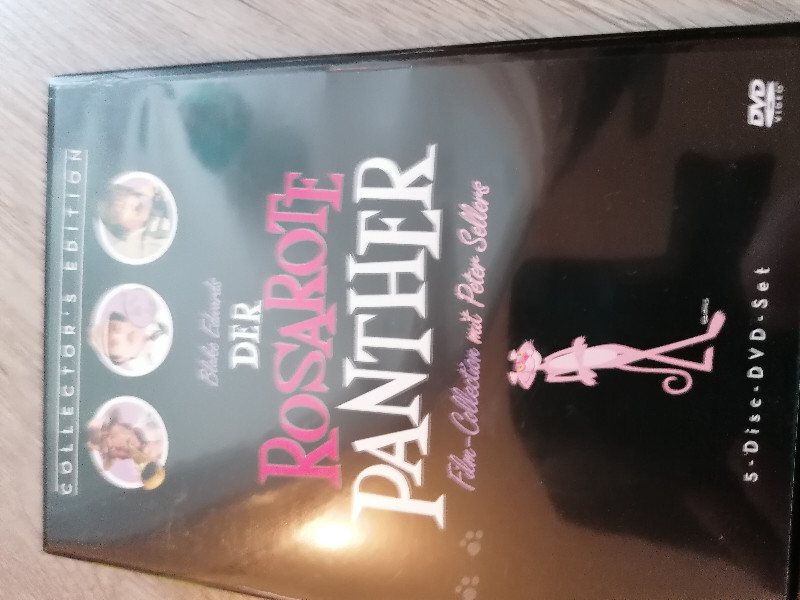 COLLECTOR'S EDITION
Blake Edwards
DER
ROSAROTE
PANTHER
Film-Collection mit Peter Sellers
5-Disc-DVD-Set
DVD
VIDEO